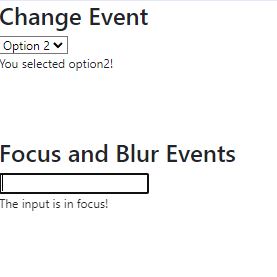 Change Event
Option 2
You selected option2!
Focus and Blur Events
The input is in focus!